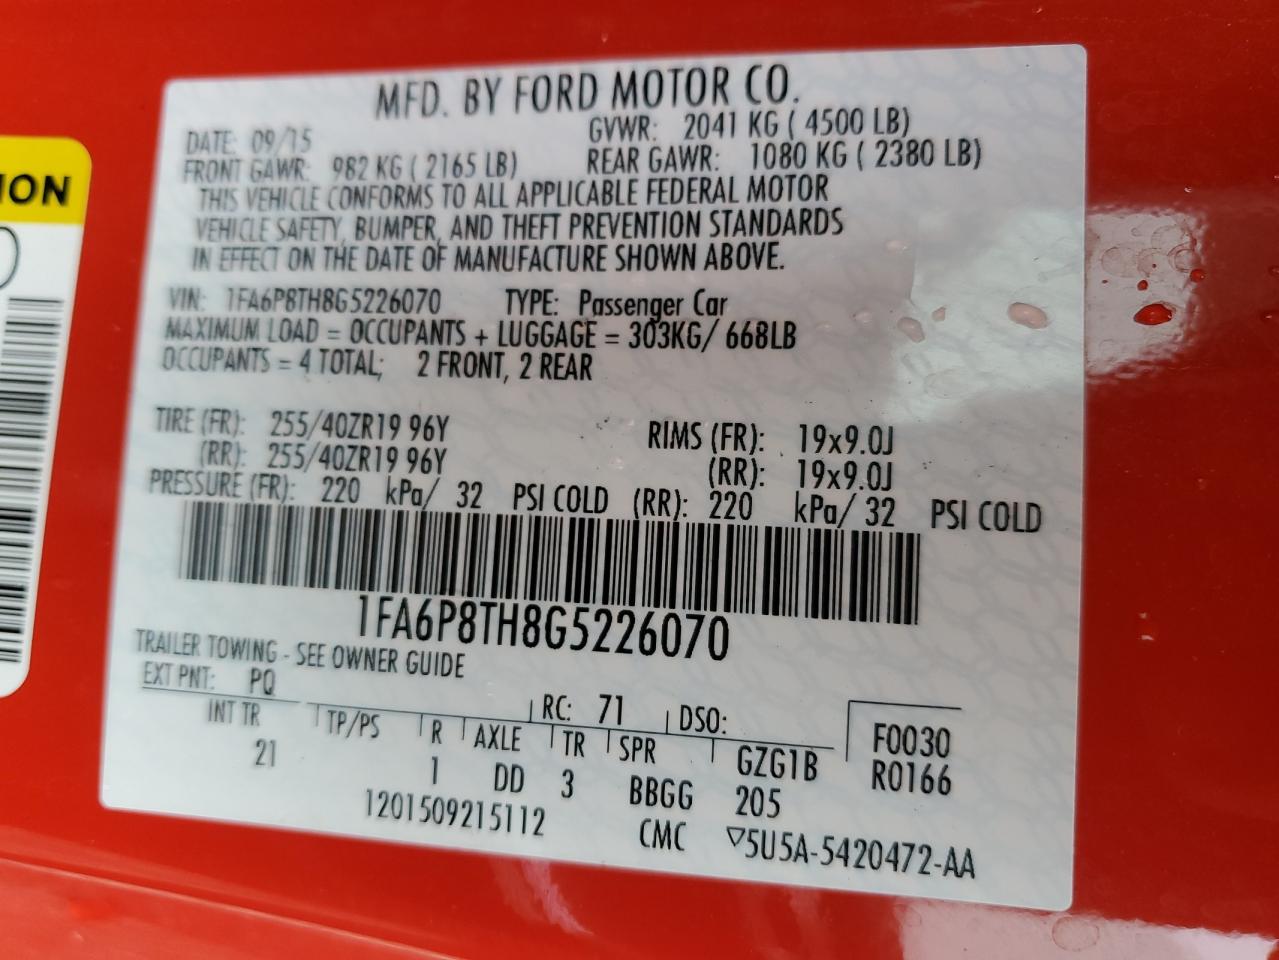 MFD. BY FORD MOTOR CO.
DATE: 09/15 GVWR: 2041 KG ( 4500 LB)
FRONT GAWR: 982 KG ( 2165 LB) REAR GAWR: 1080 KG ( 2380 LB)
THIS VEHICLE CONFORMS TO ALL APPLICABLE FEDERAL MOTOR
VEHICLE SAFETY, BUMPER, AND THEFT PREVENTION STANDARDS
IN EFFECT ON THE DATE OF MANUFACTURE SHOWN ABOVE.
VIN: 1FA6P8TH8G5226070 TYPE: Passenger Car
MAXIMUM LOAD = OCCUPANTS + LUGGAGE = 303KG/ 668LB
OCCUPANTS = 4 TOTAL; 2 FRONT, 2 REAR
TIRE (FR): 255/40ZR19 96Y RIMS (FR): 19x9.0J
(RR): 255/40ZR19 96Y (RR): 19x9.0J
PRESSURE (FR): 220 kPa/ 32 PSI COLD (RR): 220 kPa/ 32 PSI COLD
1FA6P8TH8G5226070
TRAILER TOWING - SEE OWNER GUIDE
EXT PNT: PQ RC: 71 DSO:
INT TR TP/PS R AXLE TR SPR GZG1B F0030
21 1 DD 3 BBGG 205 R0166
1201509215112 CMC ▽5U5A-5420472-AA
ION